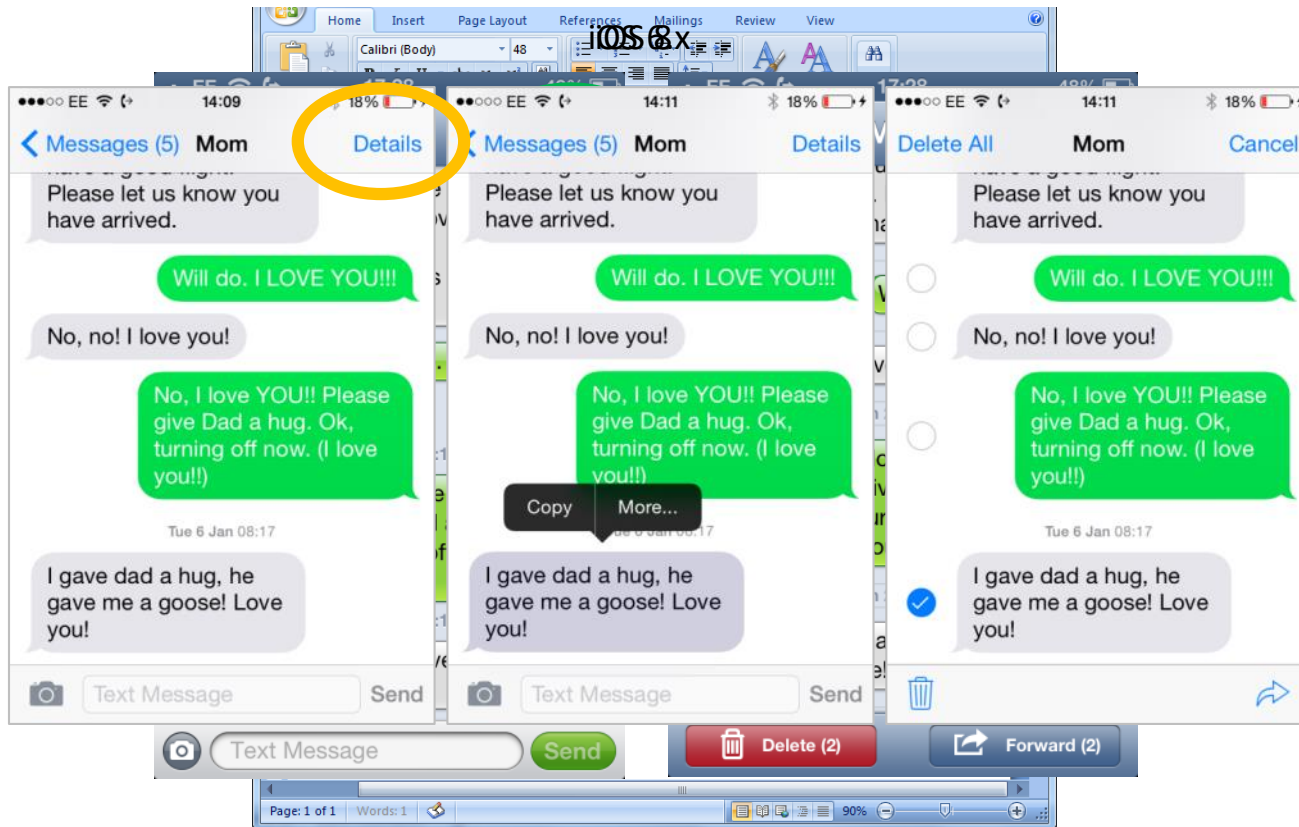 Home Insert Page Layout References Mailings Review View
Calibri (Body) 48
17:28
EE 14:09 18%
Messages (5) Mom Details
Please let us know you
have arrived.
Will do. I LOVE YOU!!!
No, no! I love you!
No, I love YOU!! Please
give Dad a hug. Ok,
turning off now. (I love
you!!)
Tue 6 Jan 08:17
I gave dad a hug, he
gave me a goose! Love
you!
Text Message Send
EE 14:11 18%
Messages (5) Mom Details
Please let us know you
have arrived.
Will do. I LOVE YOU!!!
No, no! I love you!
No, I love YOU!! Please
give Dad a hug. Ok,
turning off now. (I love
you!!)
Copy More...
I gave dad a hug, he
gave me a goose! Love
you!
Text Message Send
EE 14:11 18%
Delete All Mom Cancel
Please let us know you
have arrived.
Will do. I LOVE YOU!!!
No, no! I love you!
No, I love YOU!! Please
give Dad a hug. Ok,
turning off now. (I love
you!!)
Tue 6 Jan 08:17
I gave dad a hug, he
gave me a goose! Love
you!
Text Message Send
Delete (2) Forward (2)
Page: 1 of 1 Words: 1 90%